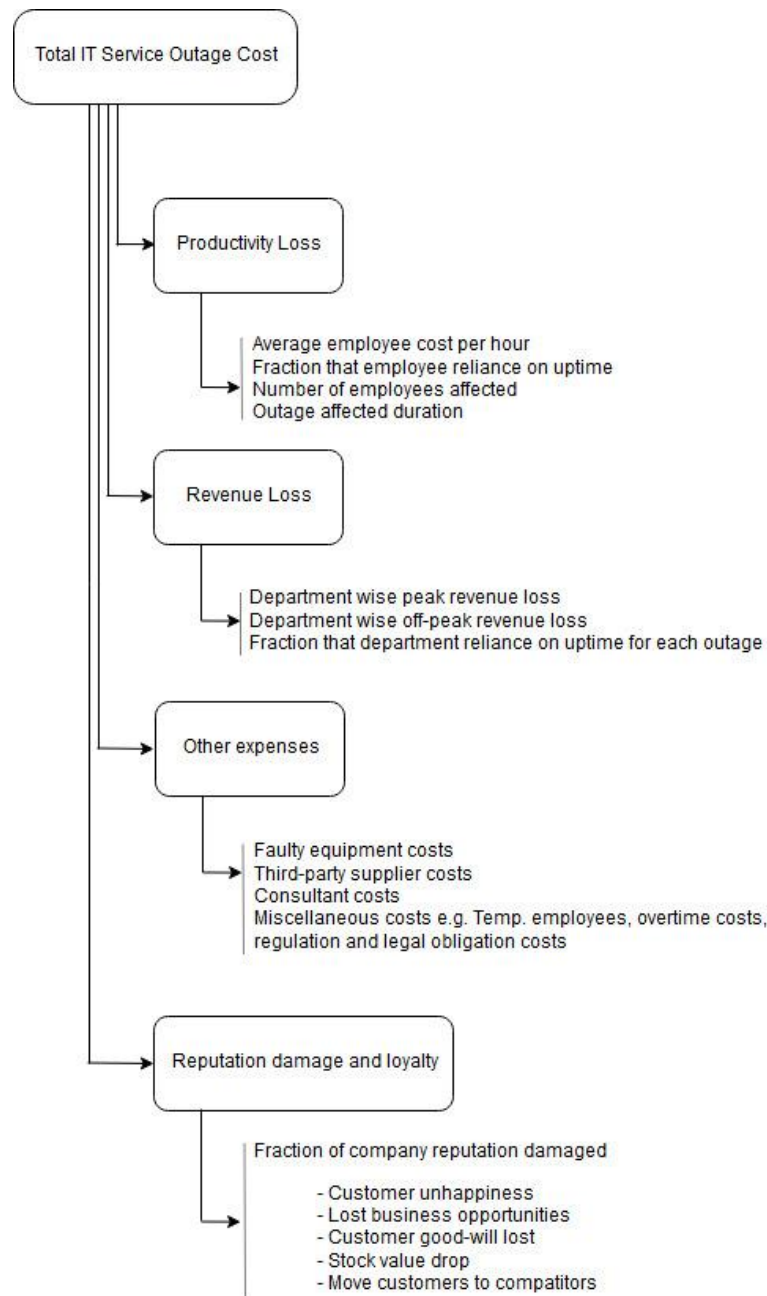 Total IT Service Outage Cost
Productivity Loss
Average employee cost per hour
Fraction that employee reliance on uptime
Number of employees affected
Outage affected duration
Revenue Loss
Department wise peak revenue loss
Department wise off-peak revenue loss
Fraction that department reliance on uptime for each outage
Other expenses
Faulty equipment costs
Third-party supplier costs
Consultant costs
Miscellaneous costs e.g. Temp. employees, overtime costs,
regulation and legal obligation costs
Reputation damage and loyalty
Fraction of company reputation damaged
- Customer unhappiness
- Lost business opportunities
- Customer good-will lost
- Stock value drop
- Move customers to compatitors